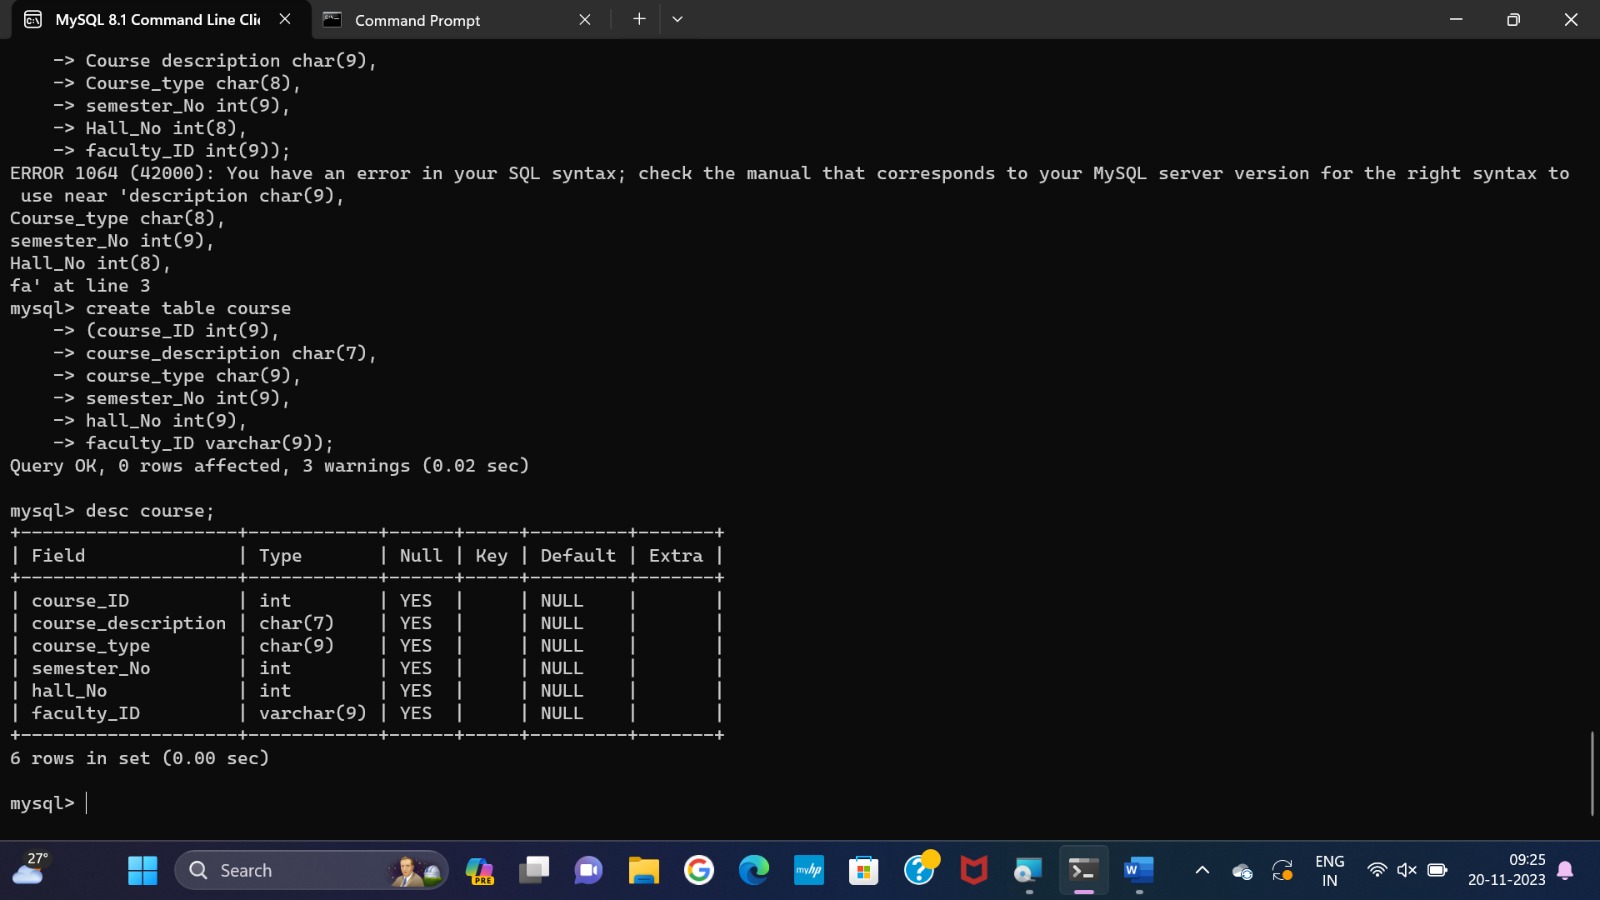 MySQL 8.1 Command Line Cli
Command Prompt
-> Course description char(9),
-> Course_type char(8),
-> semester_No int(9),
-> Hall_No int(8),
-> faculty_ID int(9));
ERROR 1064 (42000): You have an error in your SQL syntax; check the manual that corresponds to your MySQL server version for the right syntax to
use near 'description char(9),
Course_type char(8),
semester_No int(9),
Hall_No int(8),
fa' at line 3
mysql> create table course
-> (course_ID int(9),
-> course_description char(7),
-> course_type char(9),
-> semester_No int(9),
-> hall_No int(9),
-> faculty_ID varchar(9));
Query OK, 0 rows affected, 3 warnings (0.02 sec)
mysql> desc course;
+--------------------+------------+------+-----+---------+-------+
| Field              | Type       | Null | Key | Default | Extra |
+--------------------+------------+------+-----+---------+-------+
| course_ID          | int        | YES  |     | NULL    |       |
| course_description | char(7)    | YES  |     | NULL    |       |
| course_type        | char(9)    | YES  |     | NULL    |       |
| semester_No        | int        | YES  |     | NULL    |       |
| hall_No            | int        | YES  |     | NULL    |       |
| faculty_ID         | varchar(9) | YES  |     | NULL    |       |
+--------------------+------------+------+-----+---------+-------+
6 rows in set (0.00 sec)
mysql>
27°
Search
PRE
myhp
ENG
IN
09:25
20-11-2023